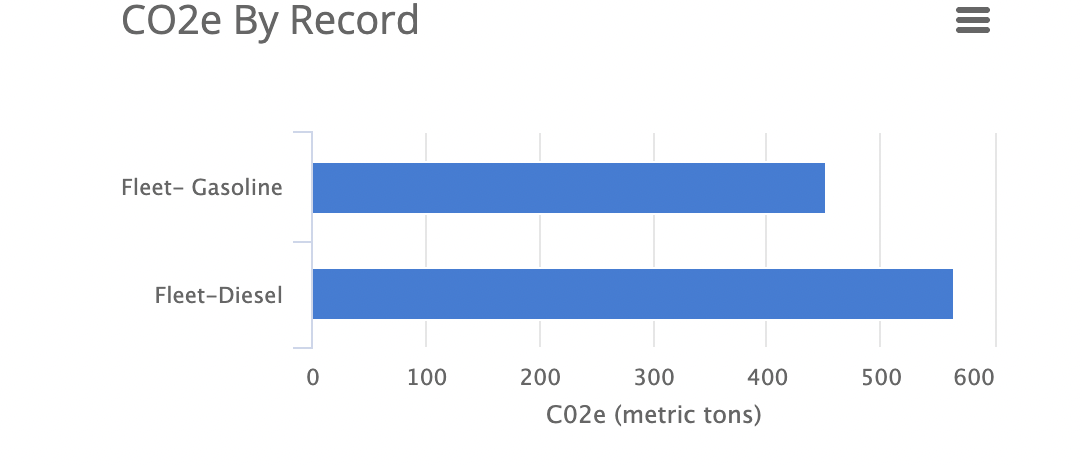 CO2e By Record
Fleet– Gasoline
Fleet–Diesel
0 100 200 300 400 500 600
C02e (metric tons)